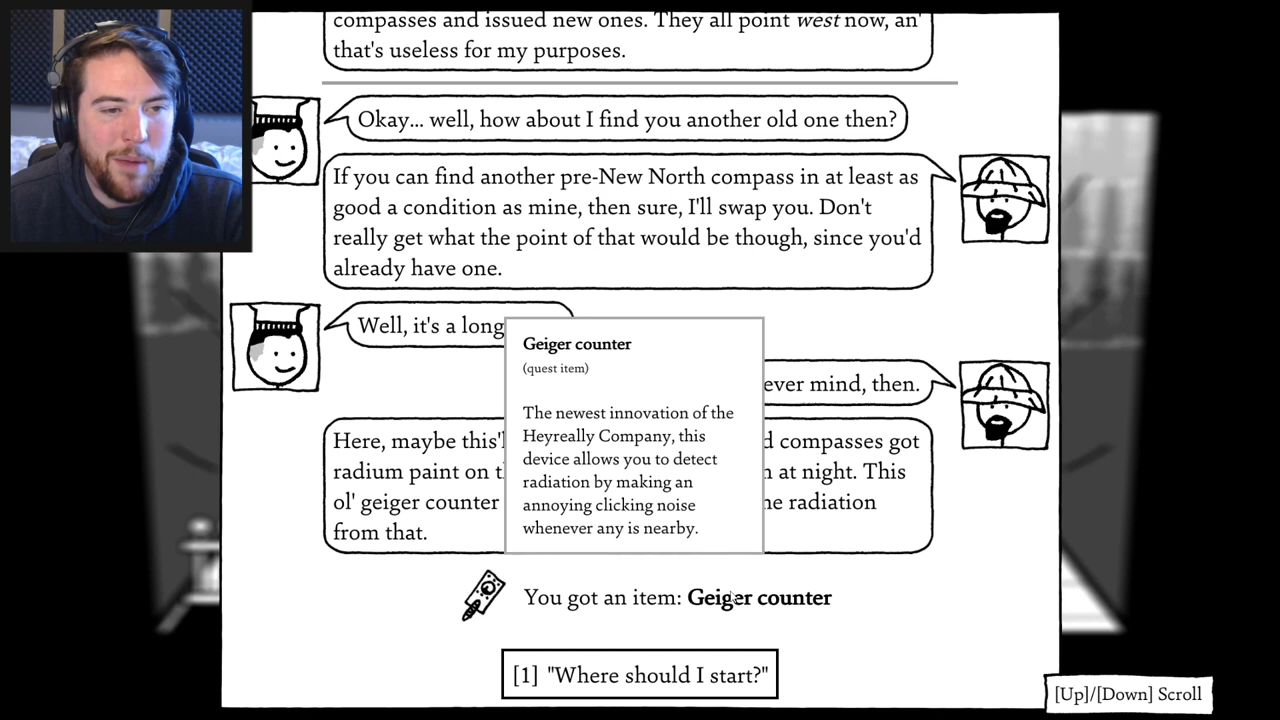 compasses and issued new ones. They all point west now, an'
that's useless for my purposes.
Okay... well, how about I find you another old one then?
If you can find another pre-New North compass in at least as
good a condition as mine, then sure, I'll swap you. Don't
really get what the point of that would be though, since you'd
already have one.
Well, it's a long
ever mind, then.
Here, maybe this'l
d compasses got
radium paint on t
n at night. This
ol' geiger counter
ne radiation
from that.
Geiger counter
(quest item)
The newest innovation of the
Heyreally Company, this
device allows you to detect
radiation by making an
annoying clicking noise
whenever any is nearby.
You got an item: Geiger counter
[1] "Where should I start?"
[Up]/[Down] Scroll